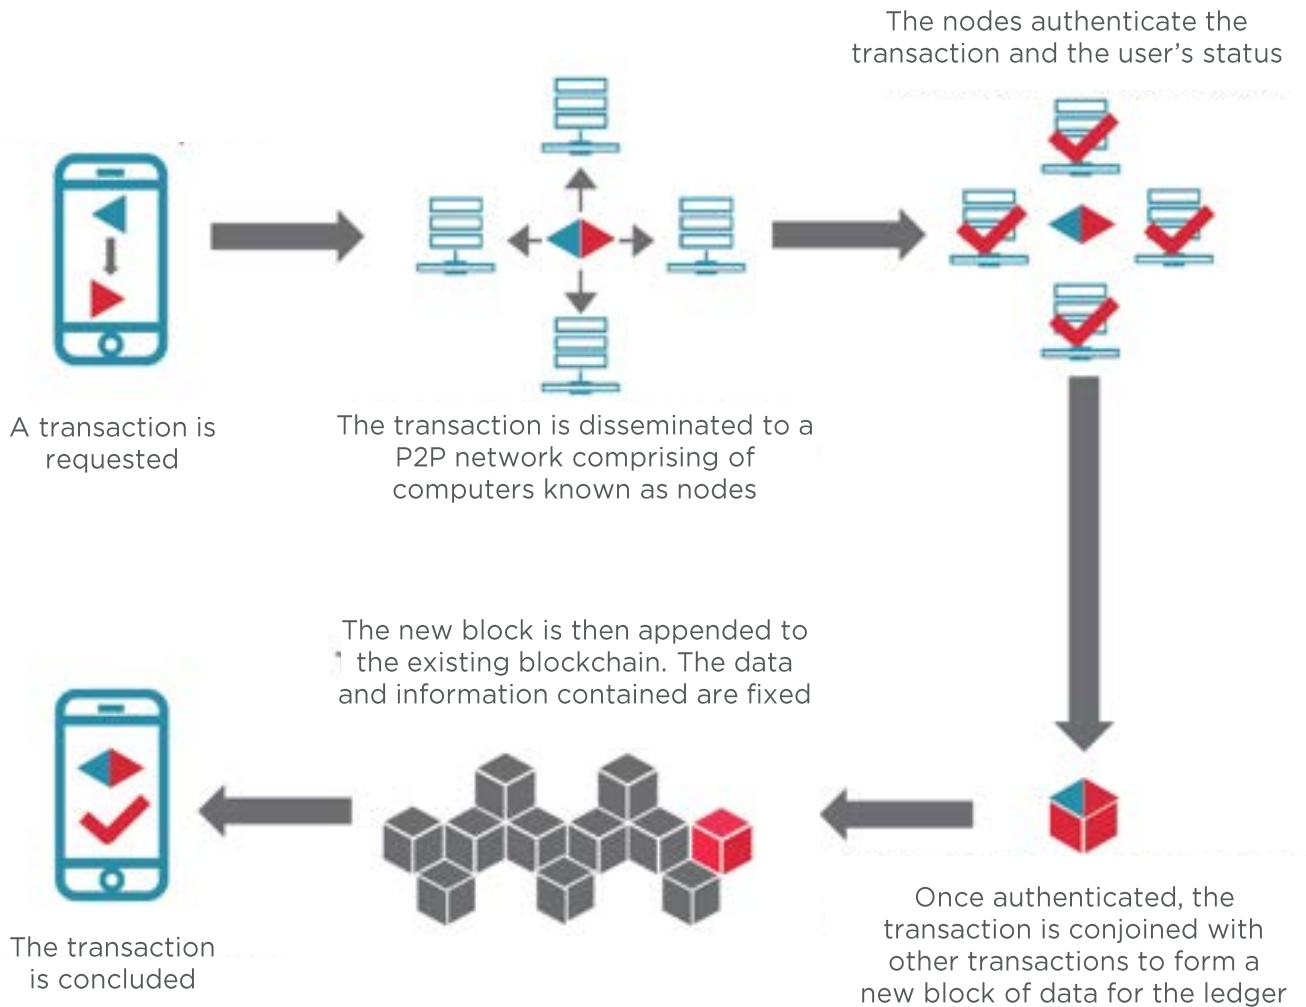 A transaction is
requested
The transaction is disseminated to a
P2P network comprising of
computers known as nodes
The nodes authenticate the
transaction and the user's status
Once authenticated, the
transaction is conjoined with
other transactions to form a
new block of data for the ledger
The new block is then appended to
the existing blockchain. The data
and information contained are fixed
The transaction
is concluded